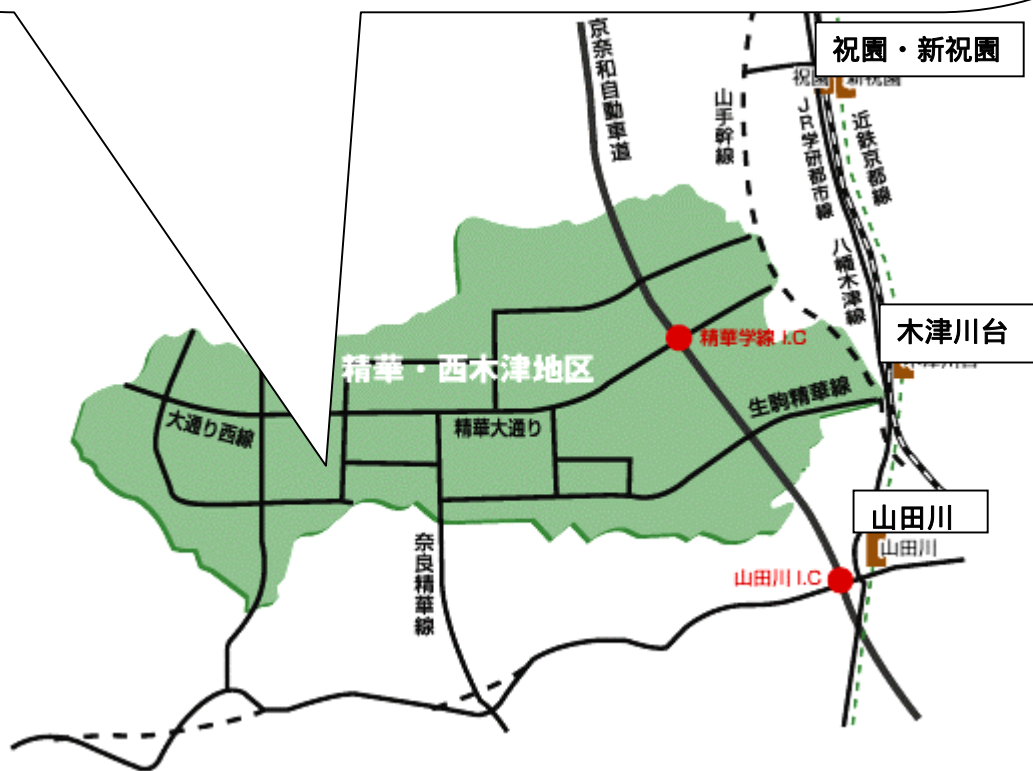 祝園・新祝園
祝園
新祝園
京奈和自動車道
山手幹線
JR学研都市線
近鉄京都線
八幡木津線
木津川台
精華学線 I.C
精華・西木津地区
生駒精華線
大通り西線
精華大通り
山田川
山田川
奈良精華線
山田川 I.C